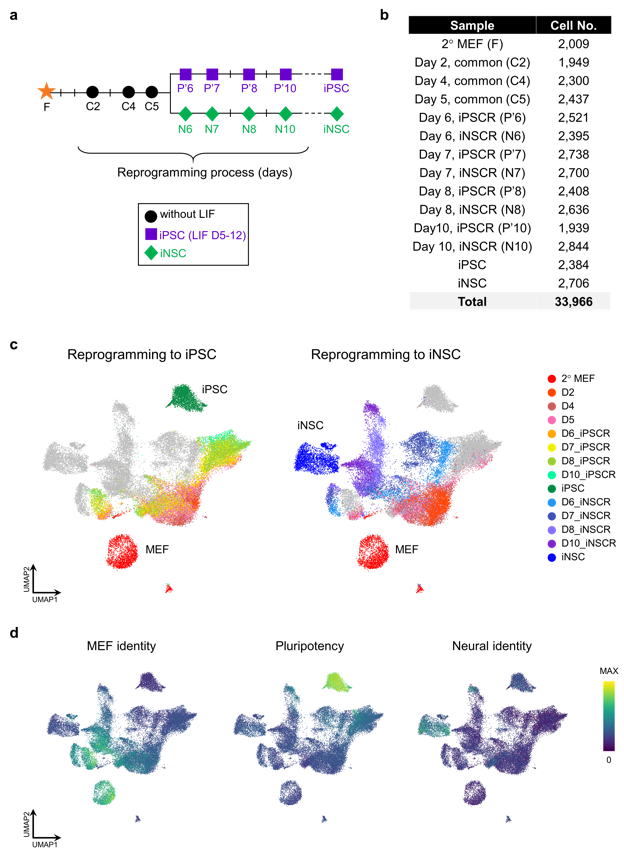 a
F
C2
C4
C5
P'6
P'7
P'8
P'10
iPSC
N6
N7
N8
N10
iNSC
Reprogramming process (days)
without LIF
iPSC (LIF D5-12)
iNSC
b
Sample Cell No.
2° MEF (F) 2,009
Day 2, common (C2) 1,949
Day 4, common (C4) 2,300
Day 5, common (C5) 2,437
Day 6, iPSCR (P'6) 2,521
Day 6, iNSCR (N6) 2,395
Day 7, iPSCR (P'7) 2,738
Day 7, iNSCR (N7) 2,700
Day 8, iPSCR (P'8) 2,408
Day 8, iNSCR (N8) 2,636
Day10, iPSCR (P'10) 1,939
Day 10, iNSCR (N10) 2,844
iPSC 2,384
iNSC 2,706
Total 33,966
c
Reprogramming to iPSC
iPSC
MEF
UMAP2
UMAP1
Reprogramming to iNSC
iNSC
MEF
2° MEF
D2
D4
D5
D6_iPSCR
D7_iPSCR
D8_iPSCR
D10_iPSCR
iPSC
D6_iNSCR
D7_iNSCR
D8_iNSCR
D10_iNSCR
iNSC
d
MEF identity
Pluripotency
Neural identity
MAX
0
UMAP2
UMAP1